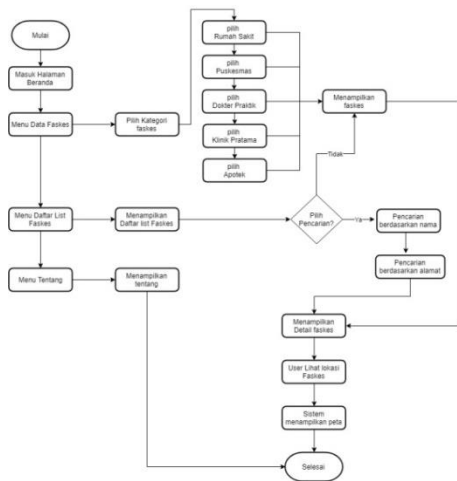 Mulai
Masuk Halaman
Beranda
Menu Data Faskes
Pilih Kategori
faskes
pilih
Rumah Sakit
pilih
Puskesmas
pilih
Dokter Praktik
pilih
Klinik Pratama
pilih
Apotek
Menampilkan
faskes
Tidak
Menu Daftar List
Faskes
Menampilkan
Daftar list Faskes
Pilih
Pencarian?
Ya
Pencarian
berdasarkan nama
Pencarian
berdasarkan alamat
Menu Tentang
Menampilkan
tentang
Menampilkan
Detail faskes
User Lihat lokasi
Faskes
Sistem
menampilkan peta
Selesai